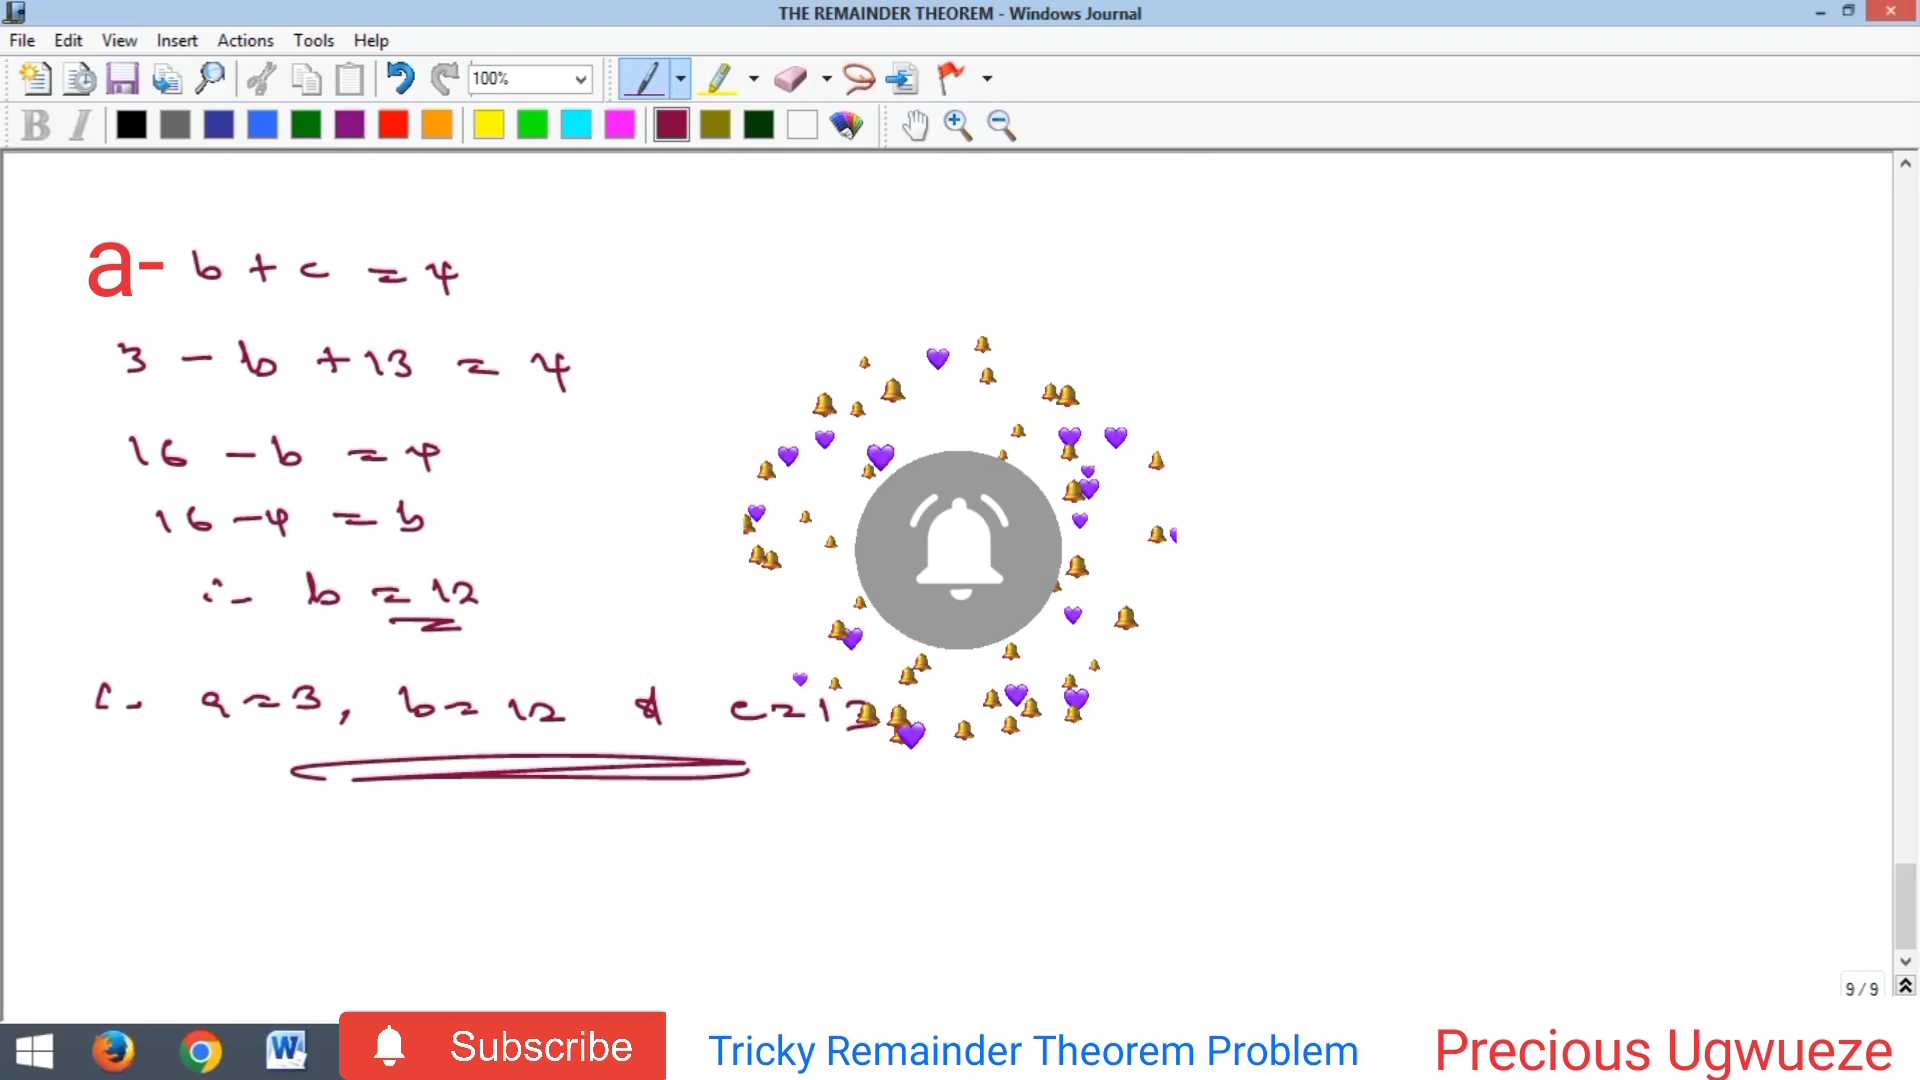 THE REMAINDER THEOREM - Windows Journal
File Edit View Insert Actions Tools Help
100%
B I
a- b + c = 4
3 - b + 13 = 4
16 - b = 4
16 - 4 = b
∴ b = 12
∴ a = 3, b = 12 & c = 13
9 / 9
W
Subscribe
Tricky Remainder Theorem Problem
Precious Ugwueze